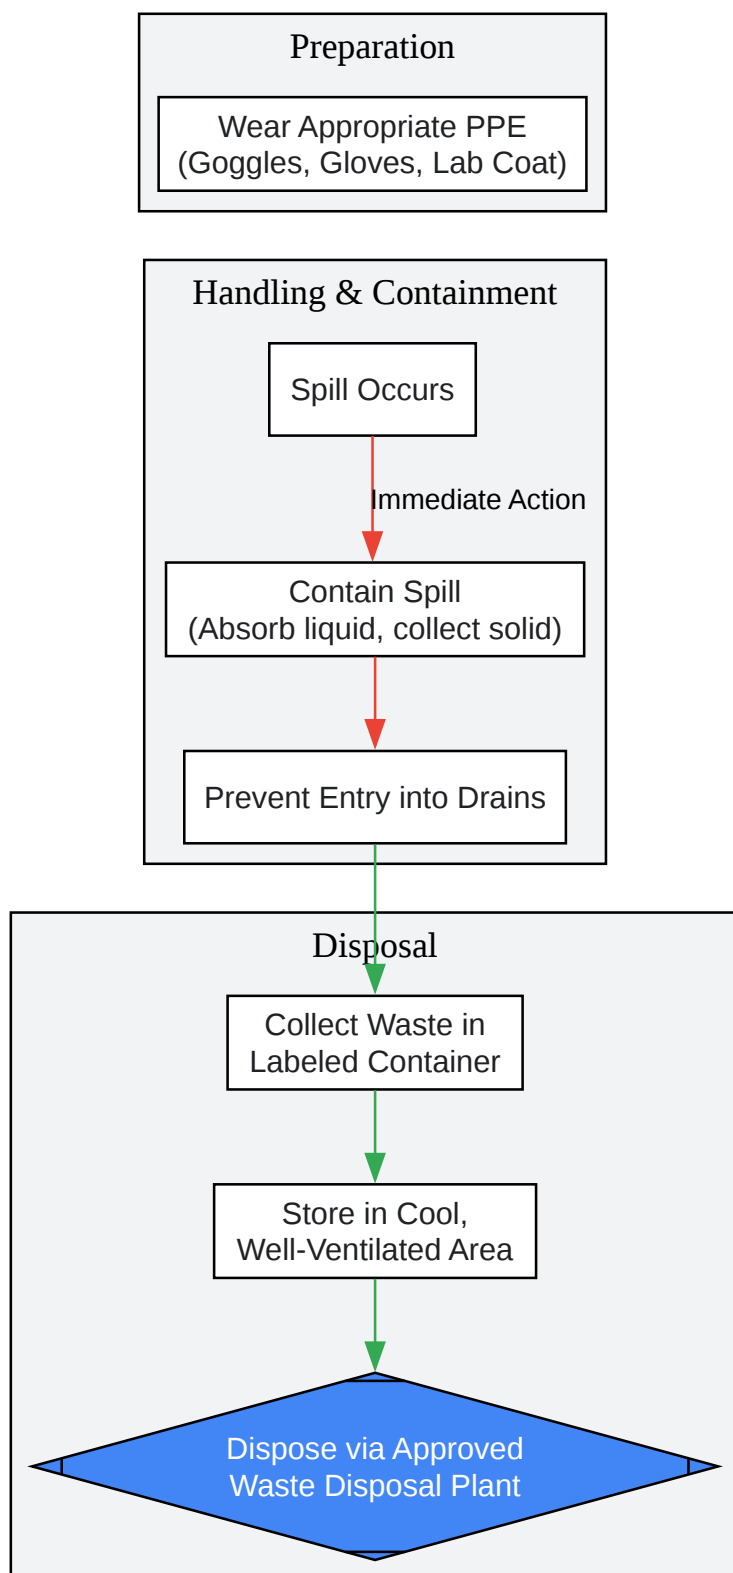 Preparation
Wear Appropriate PPE
(Goggles, Gloves, Lab Coat)
Handling & Containment
Spill Occurs
Immediate Action
Contain Spill
(Absorb liquid, collect solid)
Prevent Entry into Drains
Disposal
Collect Waste in
Labeled Container
Store in Cool,
Well-Ventilated Area
Dispose via Approved
Waste Disposal Plant